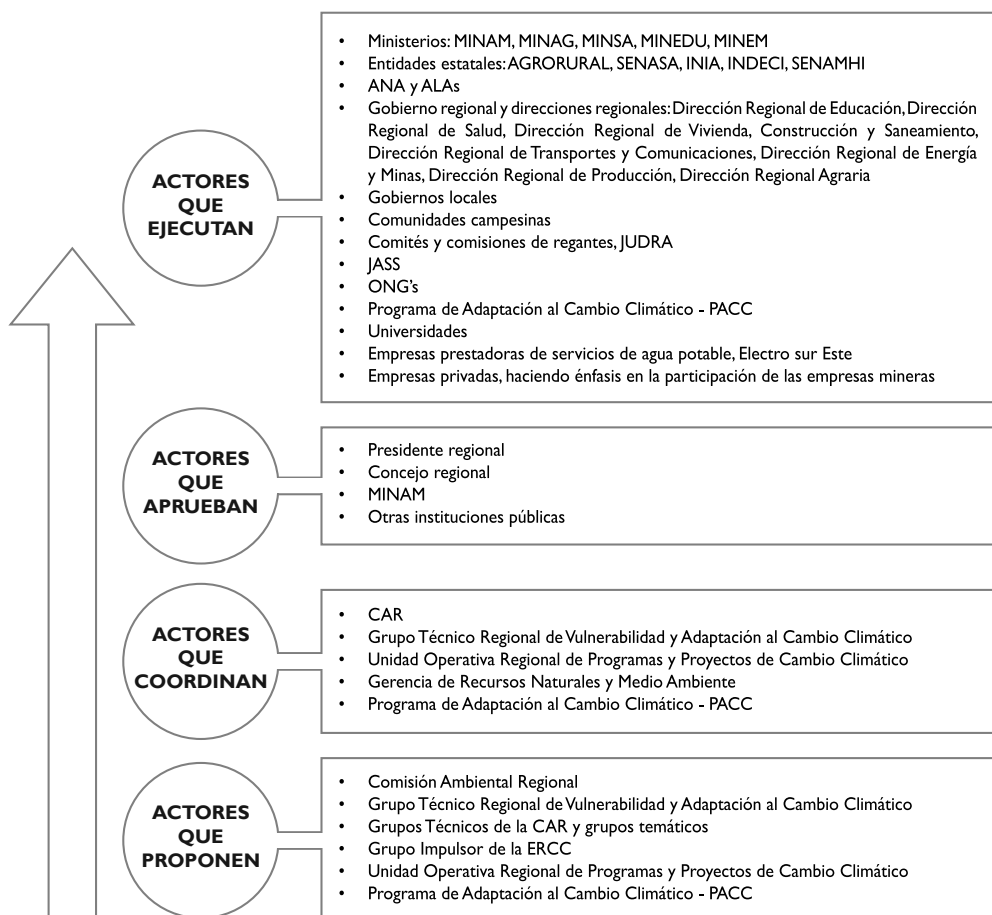 ACTORES
QUE
EJECUTAN
• Ministerios: MINAM, MINAG, MINSA, MINEDU, MINEM
• Entidades estatales: AGRORURAL, SENASA, INIA, INDECI, SENAMHI
• ANA y ALAs
• Gobierno regional y direcciones regionales: Dirección Regional de Educación, Dirección
Regional de Salud, Dirección Regional de Vivienda, Construcción y Saneamiento,
Dirección Regional de Transportes y Comunicaciones, Dirección Regional de Energía
y Minas, Dirección Regional de Producción, Dirección Regional Agraria
• Gobiernos locales
• Comunidades campesinas
• Comités y comisiones de regantes, JUDRA
• JASS
• ONG's
• Programa de Adaptación al Cambio Climático - PACC
• Universidades
• Empresas prestadoras de servicios de agua potable, Electro sur Este
• Empresas privadas, haciendo énfasis en la participación de las empresas mineras
ACTORES
QUE
APRUEBAN
• Presidente regional
• Concejo regional
• MINAM
• Otras instituciones públicas
ACTORES
QUE
COORDINAN
• CAR
• Grupo Técnico Regional de Vulnerabilidad y Adaptación al Cambio Climático
• Unidad Operativa Regional de Programas y Proyectos de Cambio Climático
• Gerencia de Recursos Naturales y Medio Ambiente
• Programa de Adaptación al Cambio Climático - PACC
ACTORES
QUE
PROPONEN
• Comisión Ambiental Regional
• Grupo Técnico Regional de Vulnerabilidad y Adaptación al Cambio Climático
• Grupos Técnicos de la CAR y grupos temáticos
• Grupo Impulsor de la ERCC
• Unidad Operativa Regional de Programas y Proyectos de Cambio Climático
• Programa de Adaptación al Cambio Climático - PACC